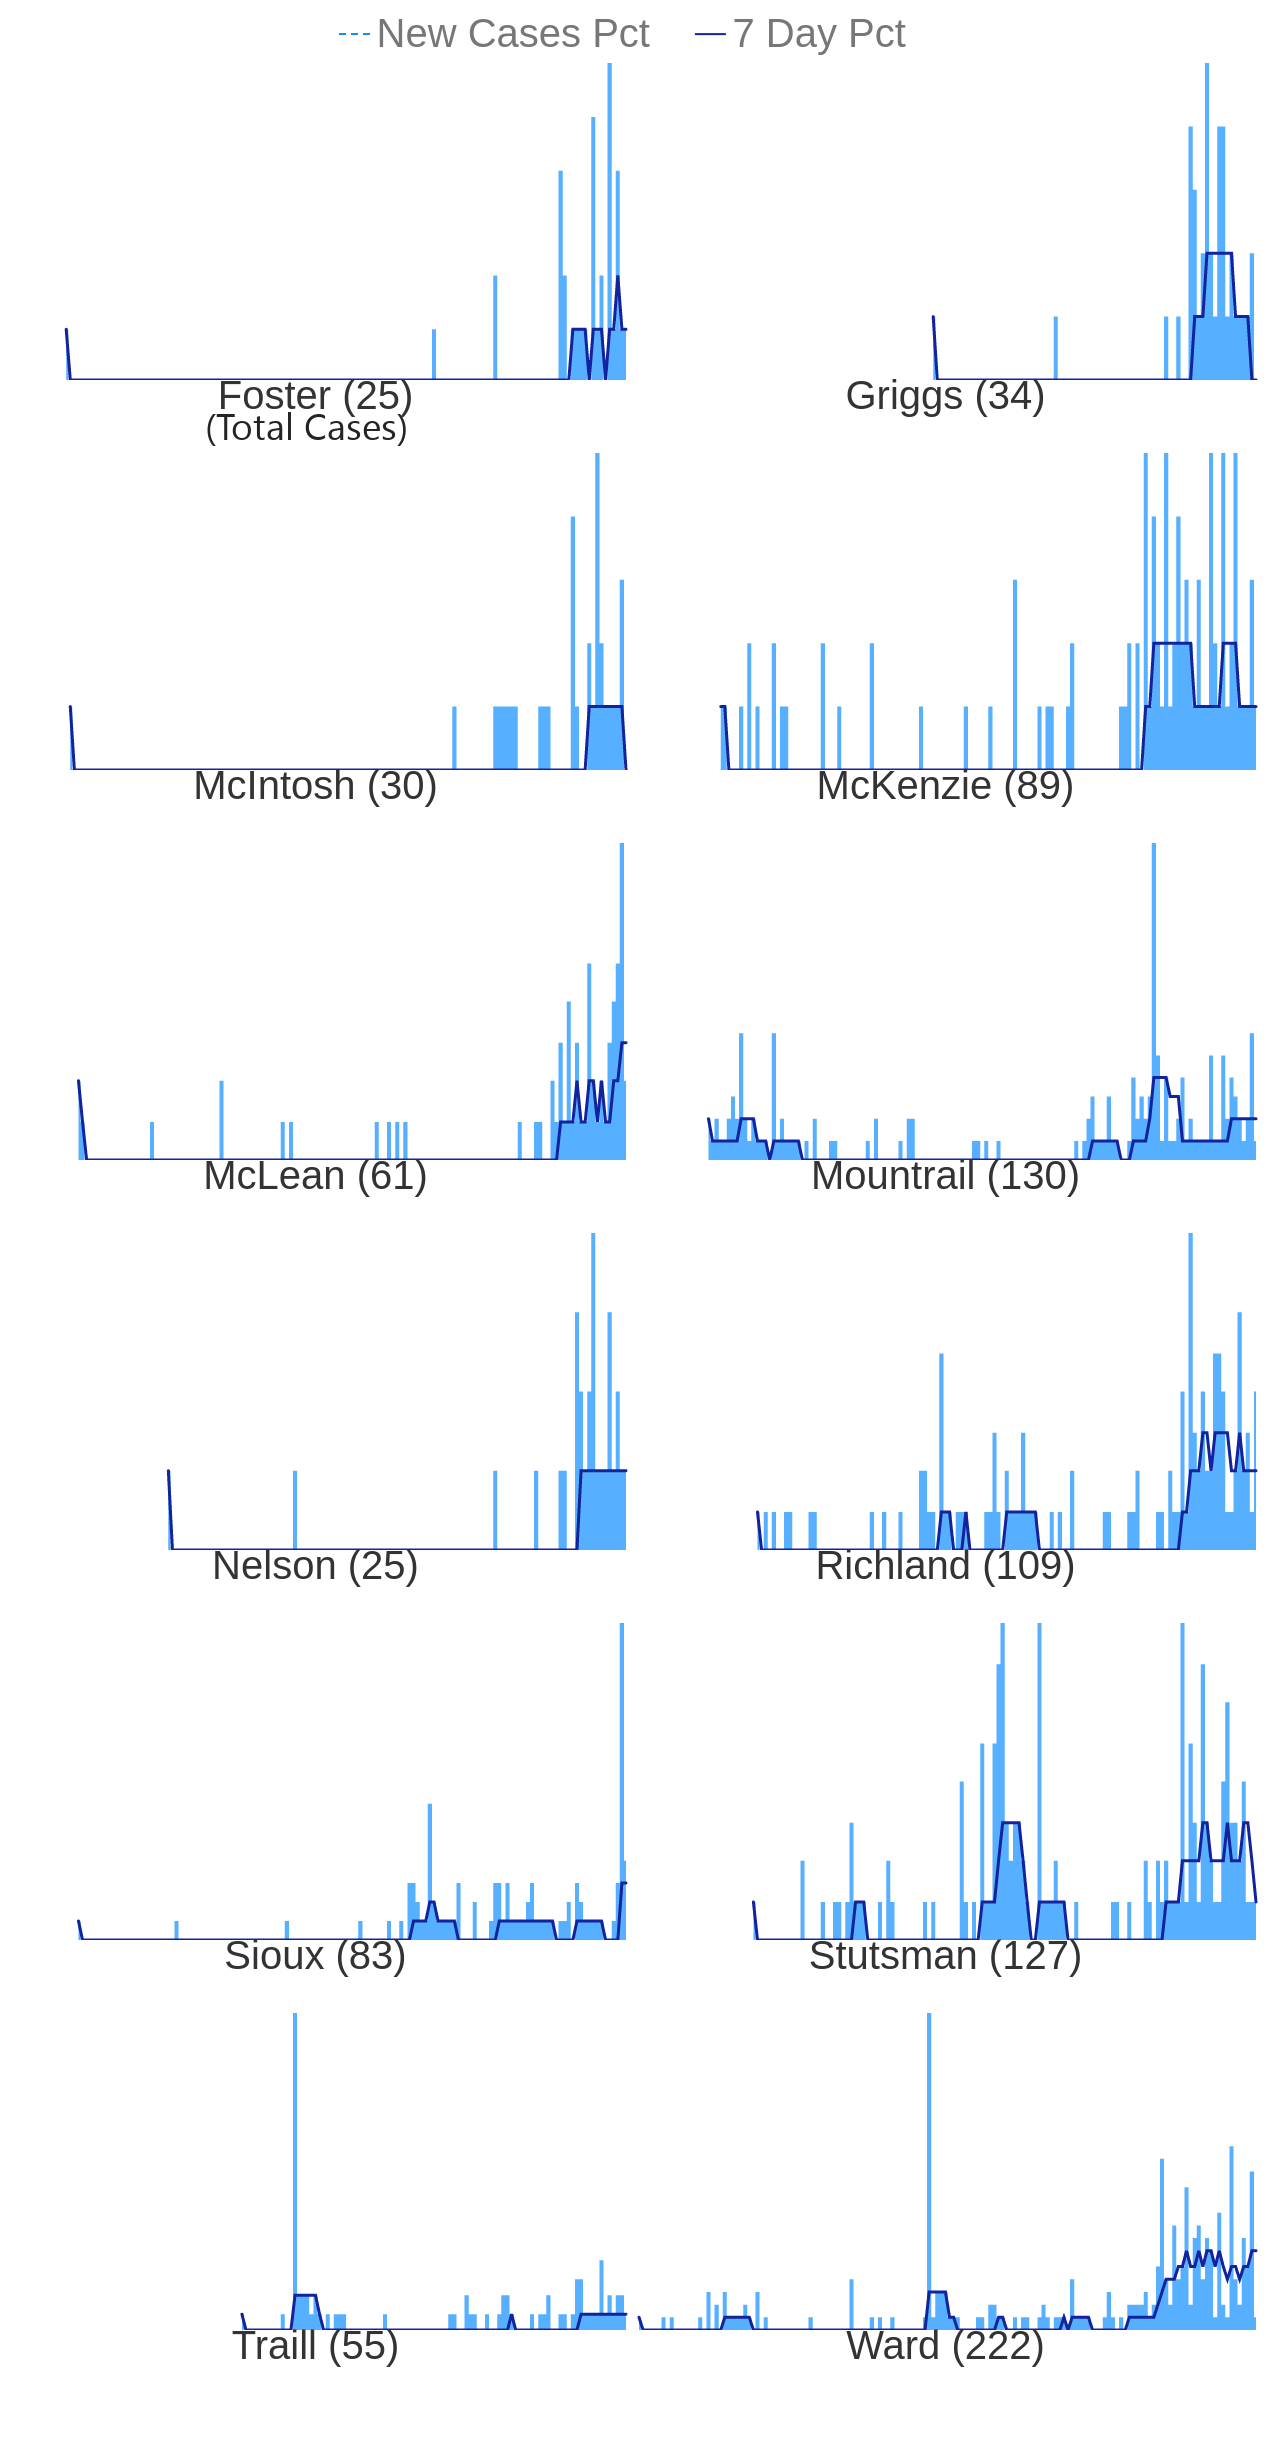 New Cases Pct 7 Day Pct
Foster (25) Griggs (34)
(Total Cases)
McIntosh (30) McKenzie (89)
McLean (61) Mountrail (130)
Nelson (25) Richland (109)
Sioux (83) Stutsman (127)
Traill (55) Ward (222)